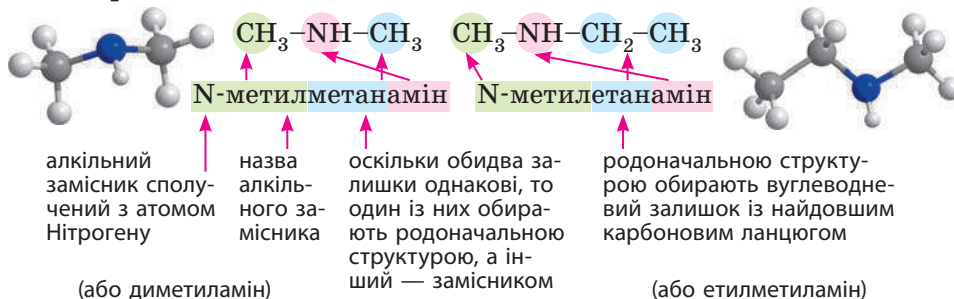 CH₃–NH–CH₃
CH₃–NH–CH₂–CH₃
N-метилметанамін
N-метилетанамін
алкільний
замісник сполу-
чений з атомом
Нітрогену
назва
алкіль-
ного за-
місника
оскільки обидва за-
лишки однакові, то
один із них обира-
ють родоначальною
структурою, а ін-
ший — замісником
родоначальною структу-
рою обирають вуглеводне-
вий залишок із найдовшим
карбоновим ланцюгом
(або диметиламін)
(або етилметиламін)